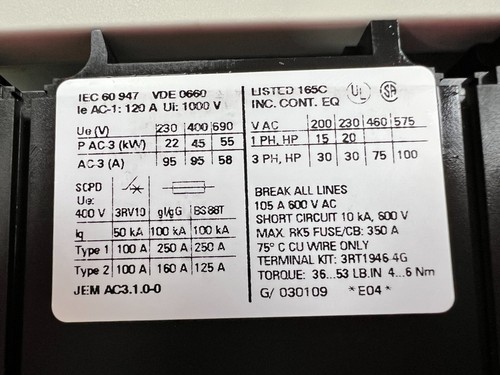 IEC 60 947 VDE 0660
Ie AC-1: 120 A Ui: 1000 V
Ue (V) 230 400 690
P AC 3 (kW) 22 45 55
AC-3 (A) 95 95 58
SCPD
Ue:
400 V 3RV10 gl/gG BS88T
Iq 50 kA 100 kA 100 kA
Type 1 100 A 250 A 250 A
Type 2 100 A 160 A 125 A
JEM AC3.1.0-0
LISTED 165C UL SA
INC. CONT. EQ
V AC 200 230 460 575
1 PH, HP 15 20
3 PH, HP 30 30 75 100
BREAK ALL LINES
105 A 600 V AC
SHORT CIRCUIT 10 kA, 600 V
MAX. RK5 FUSE/CB: 350 A
75° C CU WIRE ONLY
TERMINAL KIT: 3RT1946-4G
TORQUE: 36...53 LB.IN 4...6 Nm
G/ 030109 *E04*